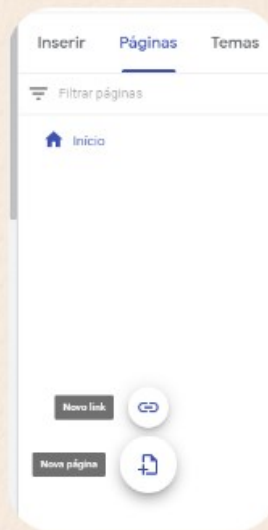 Inserir Páginas Temas
Filtrar páginas
Início
Novo link
Nova página